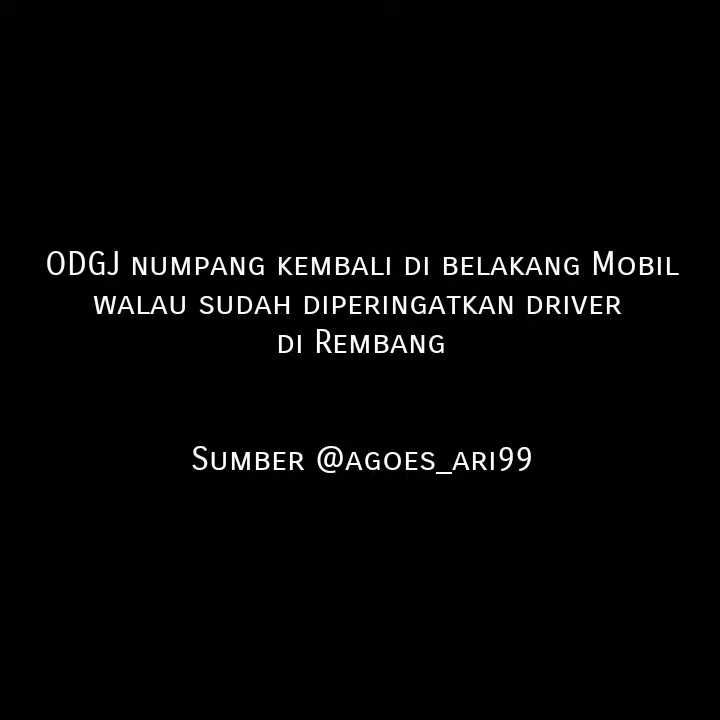 ODGJ numpang kembali di belakang Mobil
walau sudah diperingatkan driver
di Rembang
Sumber @agoes_ari99